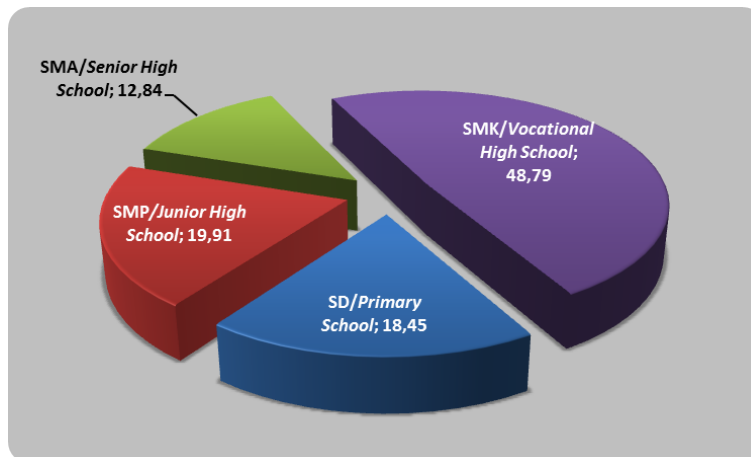 SMA/Senior High
School; 12,84
SMK/Vocational
High School;
48,79
SMP/Junior High
School; 19,91
SD/Primary
School; 18,45